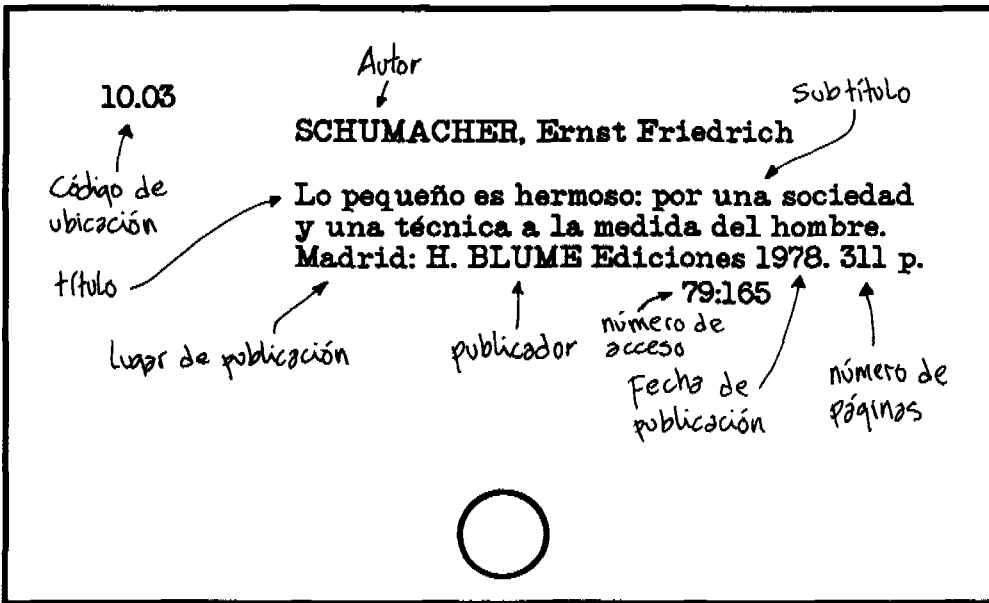 Autor
10.03
Subtítulo
SCHUMACHER, Ernst Friedrich
Código de
ubicación
Lo pequeño es hermoso: por una sociedad
y una técnica a la medida del hombre.
Madrid: H. BLUME Ediciones 1978. 311 p.
título
79:165
Lugar de publicación
publicador
número de
acceso
Fecha de
publicación
número de
páginas